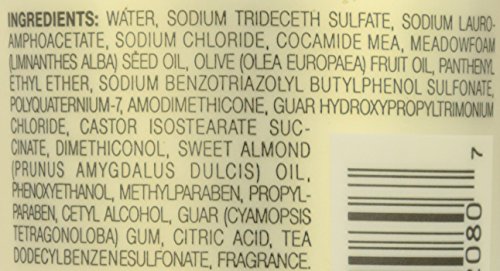 INGREDIENTS: WATER, SODIUM TRIDECETH SULFATE, SODIUM LAURO-
AMPHOACETATE, SODIUM CHLORIDE, COCAMIDE MEA, MEADOWFOAM
(LIMNANTHES ALBA) SEED OIL, OLIVE (OLEA EUROPAEA) FRUIT OIL, PANTHENYL
ETHYL ETHER, SODIUM BENZOTRIAZOLYL BUTYLPHENOL SULFONATE,
POLYQUATERNIUM-7, AMODIMETHICONE, GUAR HYDROXYPROPYLTRIMONIUM
CHLORIDE, CASTOR ISOSTEARATE SUC-
CINATE, DIMETHICONOL, SWEET ALMOND
(PRUNUS AMYGDALUS DULCIS) OIL,
PHENOXYETHANOL, METHYLPARABEN, PROPYL-
PARABEN, CETYL ALCOHOL, GUAR (CYAMOPSIS
TETRAGONOLOBA) GUM, CITRIC ACID, TEA
DODECYLBENZENESULFONATE, FRAGRANCE.
7
2080